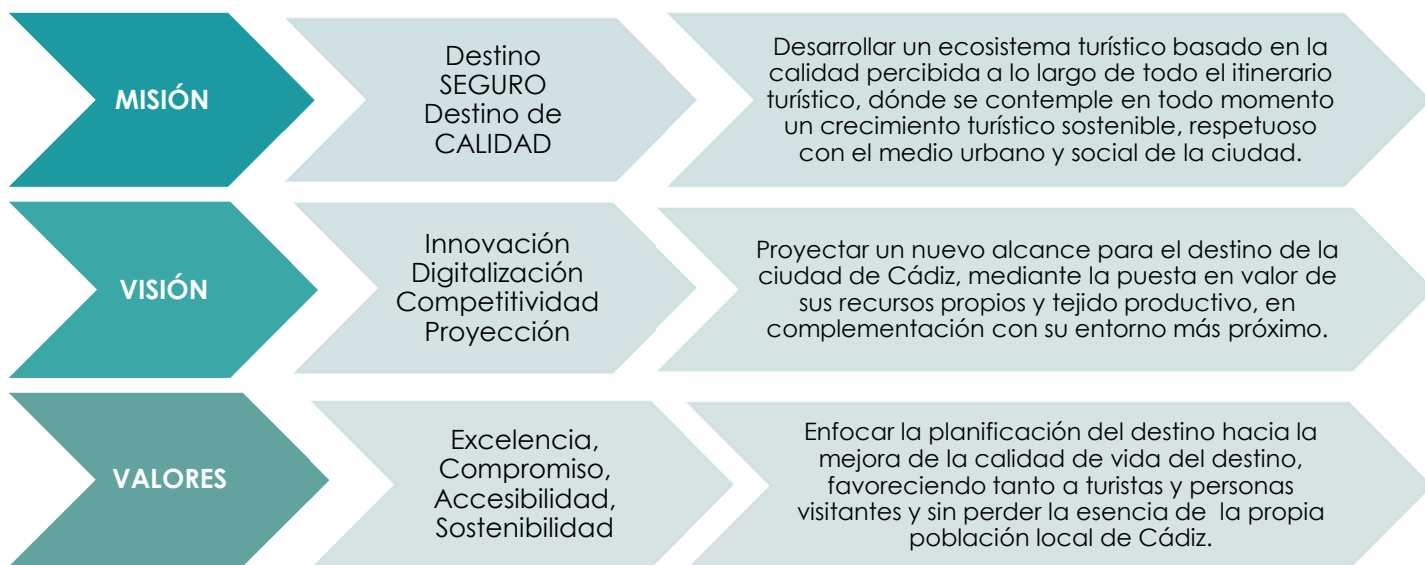 MISIÓN
Destino
SEGURO
Destino de
CALIDAD
Desarrollar un ecosistema turístico basado en la
calidad percibida a lo largo de todo el itinerario
turístico, dónde se contemple en todo momento
un crecimiento turístico sostenible, respetuoso
con el medio urbano y social de la ciudad.
VISIÓN
Innovación
Digitalización
Competitividad
Proyección
Proyectar un nuevo alcance para el destino de la
ciudad de Cádiz, mediante la puesta en valor de
sus recursos propios y tejido productivo, en
complementación con su entorno más próximo.
VALORES
Excelencia,
Compromiso,
Accesibilidad,
Sostenibilidad
Enfocar la planificación del destino hacia la
mejora de la calidad de vida del destino,
favoreciendo tanto a turistas y personas
visitantes y sin perder la esencia de  la propia
población local de Cádiz.